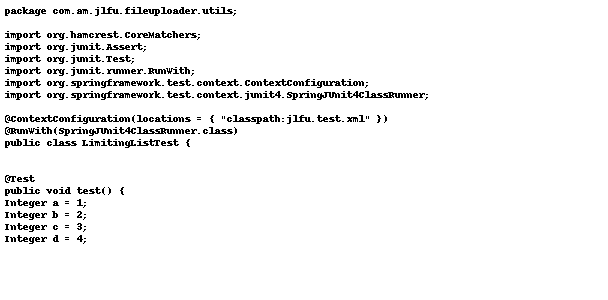 package com.am.jlfu.fileuploader.utils;

import org.hamcrest.CoreMatchers;
import org.junit.Assert;
import org.junit.Test;
import org.junit.runner.RunWith;
import org.springframework.test.context.ContextConfiguration;
import org.springframework.test.context.junit4.SpringJUnit4ClassRunner;

@ContextConfiguration(locations = { "classpath:jlfu.test.xml" })
@RunWith(SpringJUnit4ClassRunner.class)
public class LimitingListTest {


@Test
public void test() {
Integer a = 1;
Integer b = 2;
Integer c = 3;
Integer d = 4;